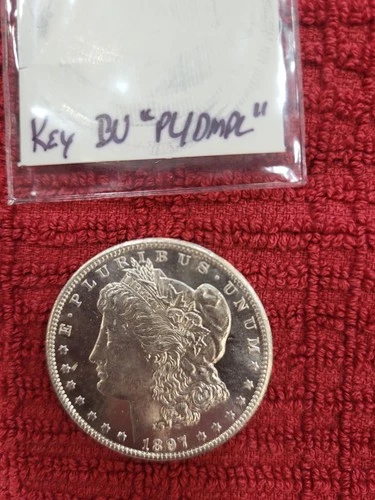 Key BU "PL/DMPL"
E · PLURIBUS · UNUM
1897